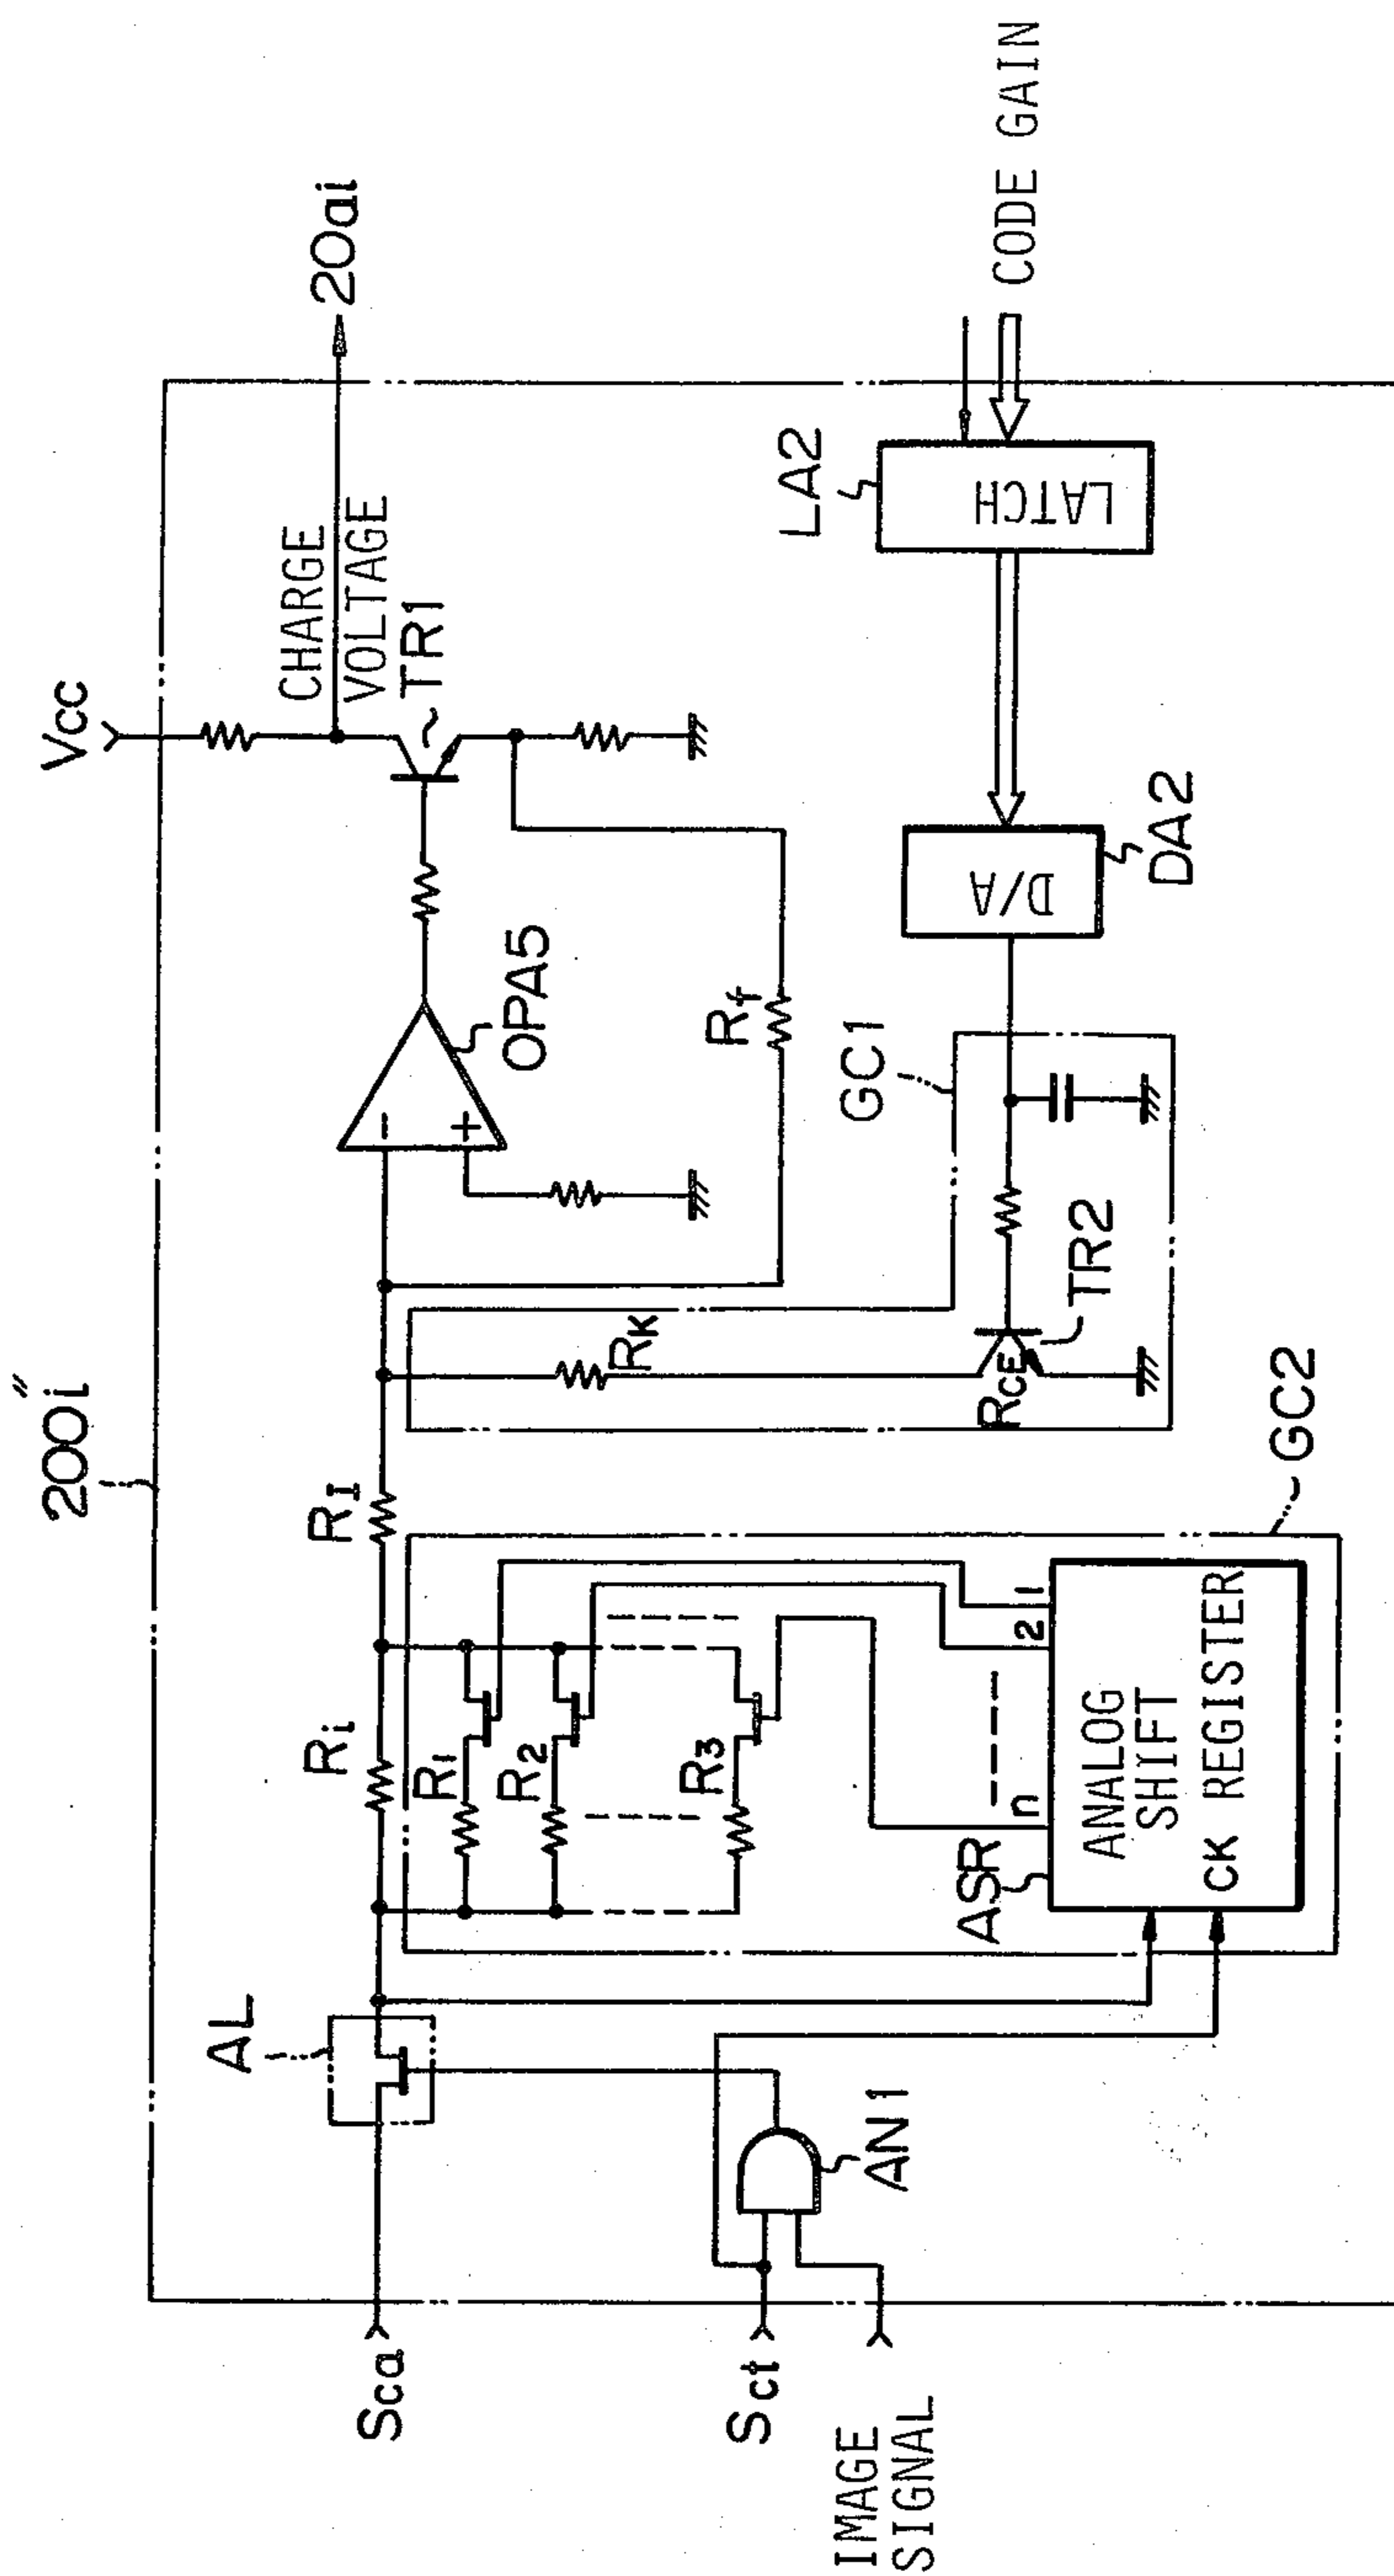 200i"
Vcc
20ai
CHARGE
VOLTAGE
TR1
OPA5
Rf
AL
Ri
RI
R1
R2
R3
RK
RCE
TR2
GC1
GC2
Sca
Sct
IMAGE
SIGNAL
AN1
ASR
n
2
1
ANALOG
SHIFT
CK REGISTER
D/A
DA2
LATCH
LA2
CODE GAIN
-
+